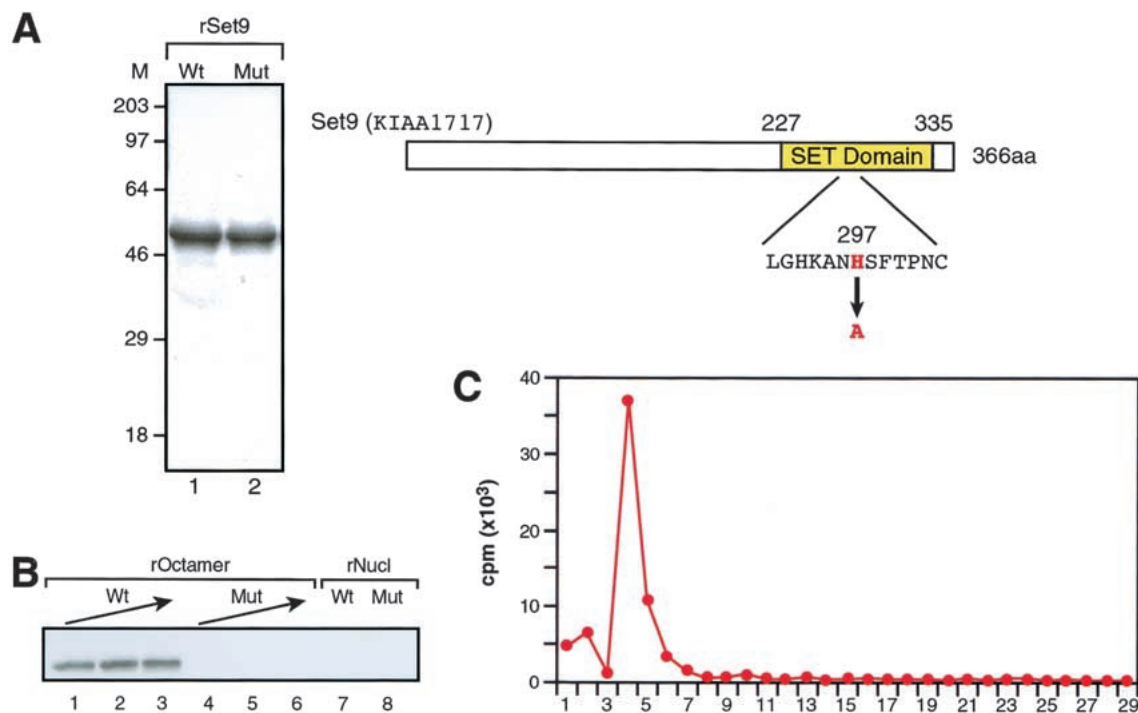 A
rSet9
M Wt Mut
203
97
64
46
29
18
1 2
Set9 (KIAA1717)
227 335
SET Domain
366aa
297
LGHKANHSFTPNC
A
B
rOctamer rNucl
Wt Mut Wt Mut
1 2 3 4 5 6 7 8
C
cpm (x10³)
40
30
20
10
0
1 3 5 7 9 11 13 15 17 19 21 23 25 27 29